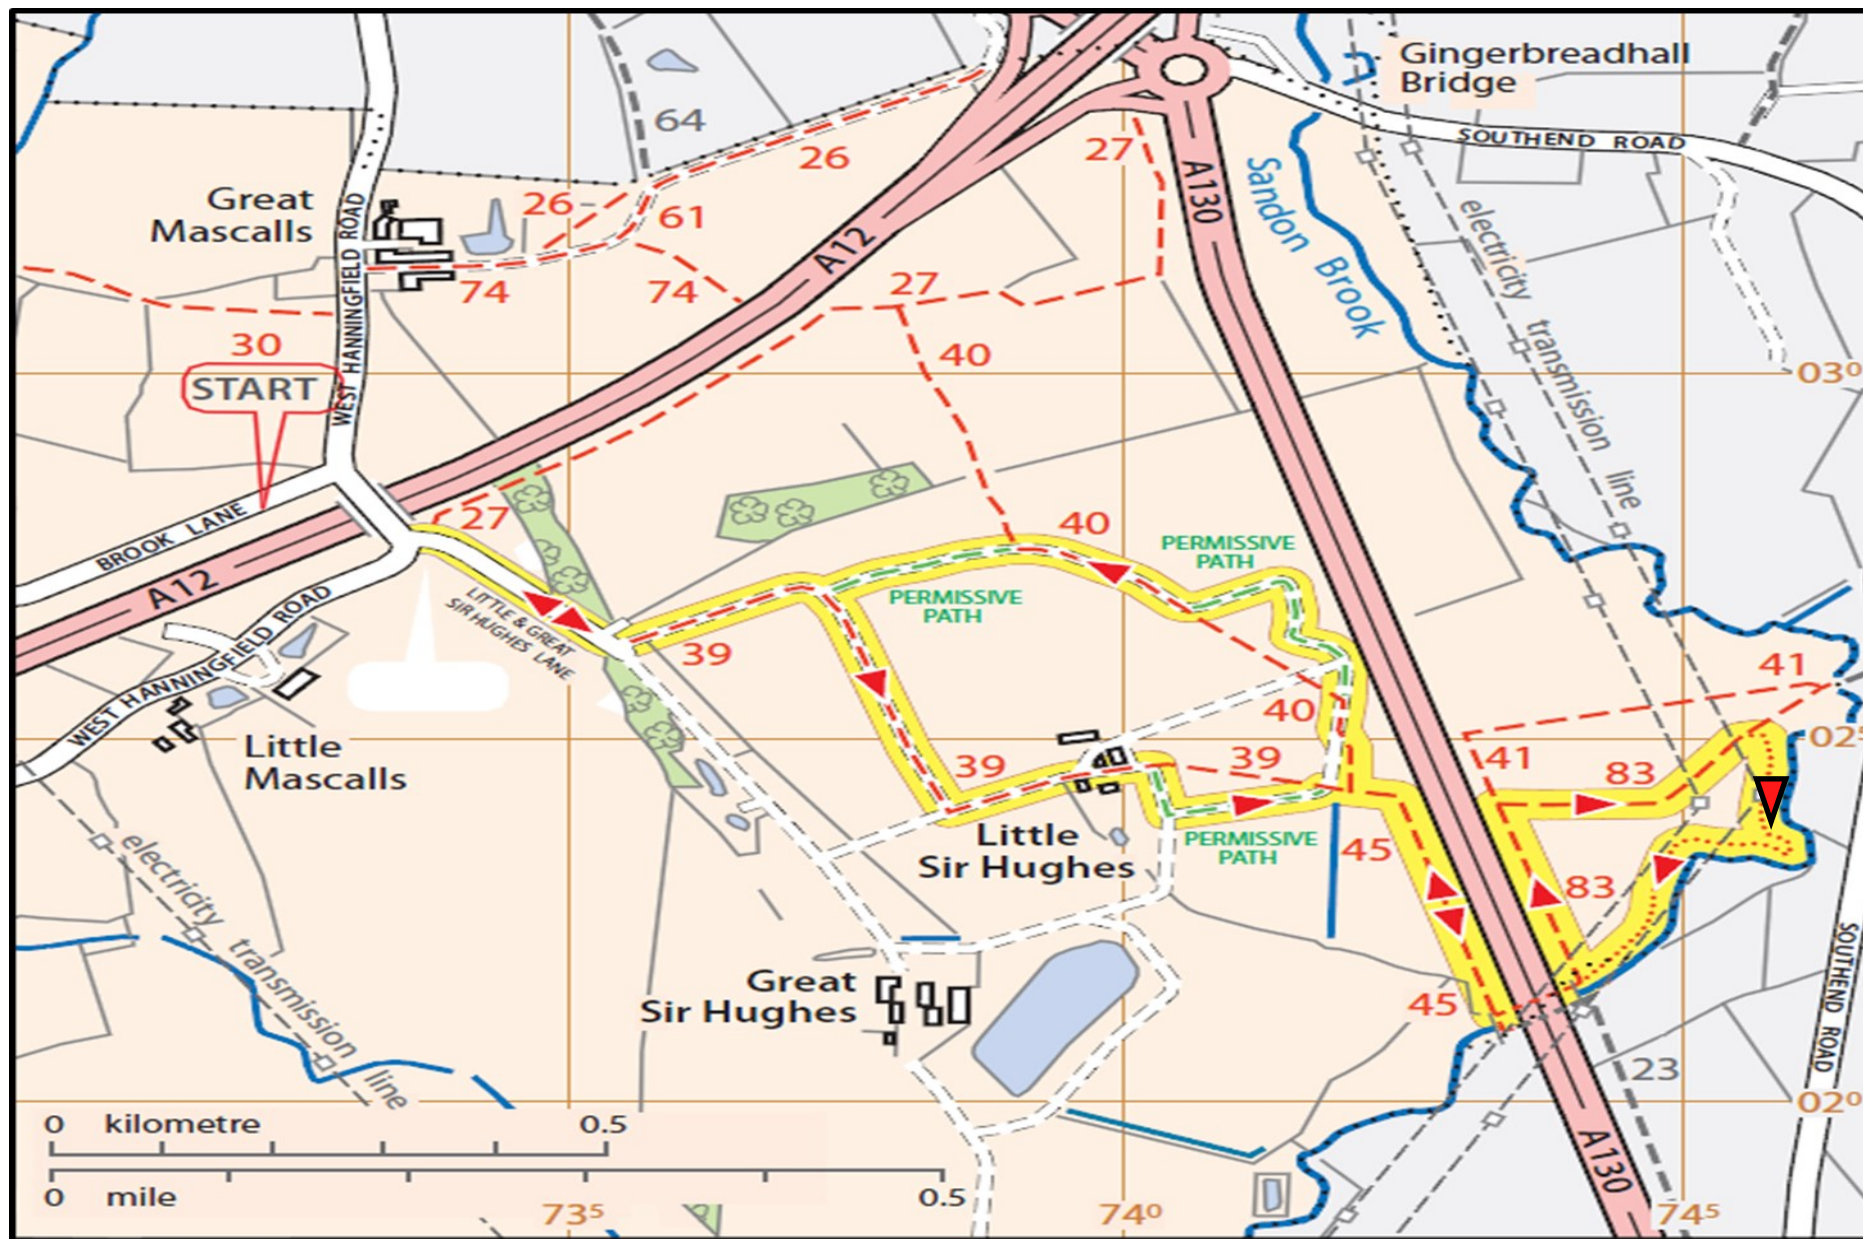 Gingerbreadhall
Bridge
64
SOUTHEND ROAD
26
27
A130
Great
Mascalls
26
61
Sandon Brook
WEST HANNINGFIELD ROAD
A12
electricity transmission line
74
74
27
30
40
03⁰
START
27
40
BROOK LANE
PERMISSIVE
PATH
A12
PERMISSIVE
PATH
LITTLE & GREAT
SIR HUGHES LANE
WEST HANNINGFIELD ROAD
39
41
40
Little
Mascalls
39
39
41
83
02⁵
Little
Sir Hughes
PERMISSIVE
PATH
45
83
electricity transmission line
Great
Sir Hughes
45
SOUTHEND ROAD
23
02⁰
0 kilometre 0.5
A130
0 mile 0.5
73⁵
74⁰
74⁵